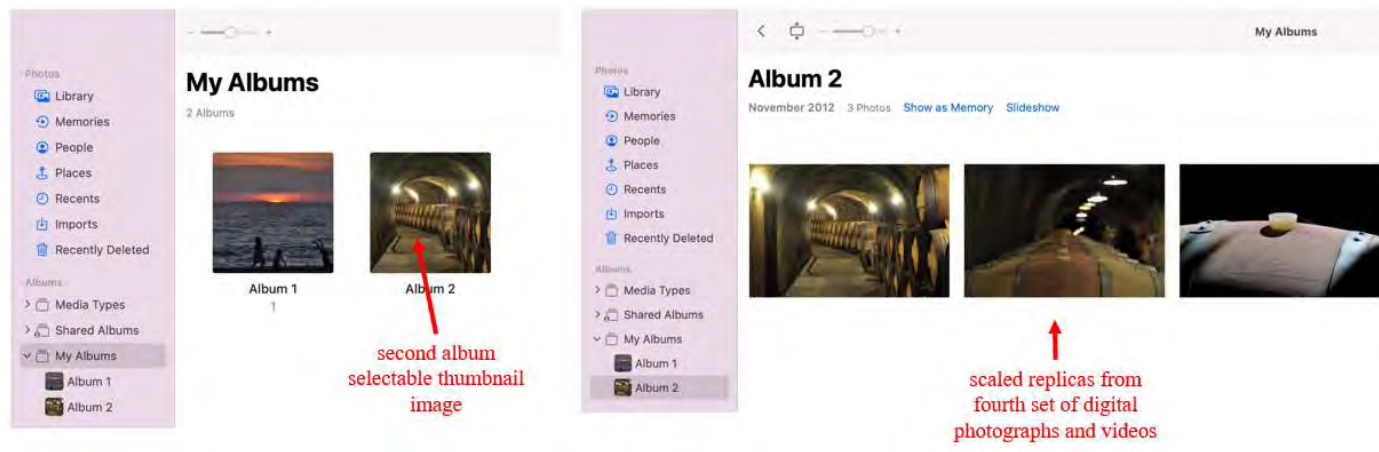 Photos
Library
Memories
People
Places
Recents
Imports
Recently Deleted
Albums
Media Types
Shared Albums
My Albums
Album 1
Album 2
- +
My Albums
2 Albums
Album 1
1
Album 2
second album
selectable thumbnail
image
Photos
Library
Memories
People
Places
Recents
Imports
Recently Deleted
Albums
Media Types
Shared Albums
My Albums
Album 1
Album 2
- +
My Albums
Album 2
November 2012 3 Photos Show as Memory Slideshow
scaled replicas from
fourth set of digital
photographs and videos